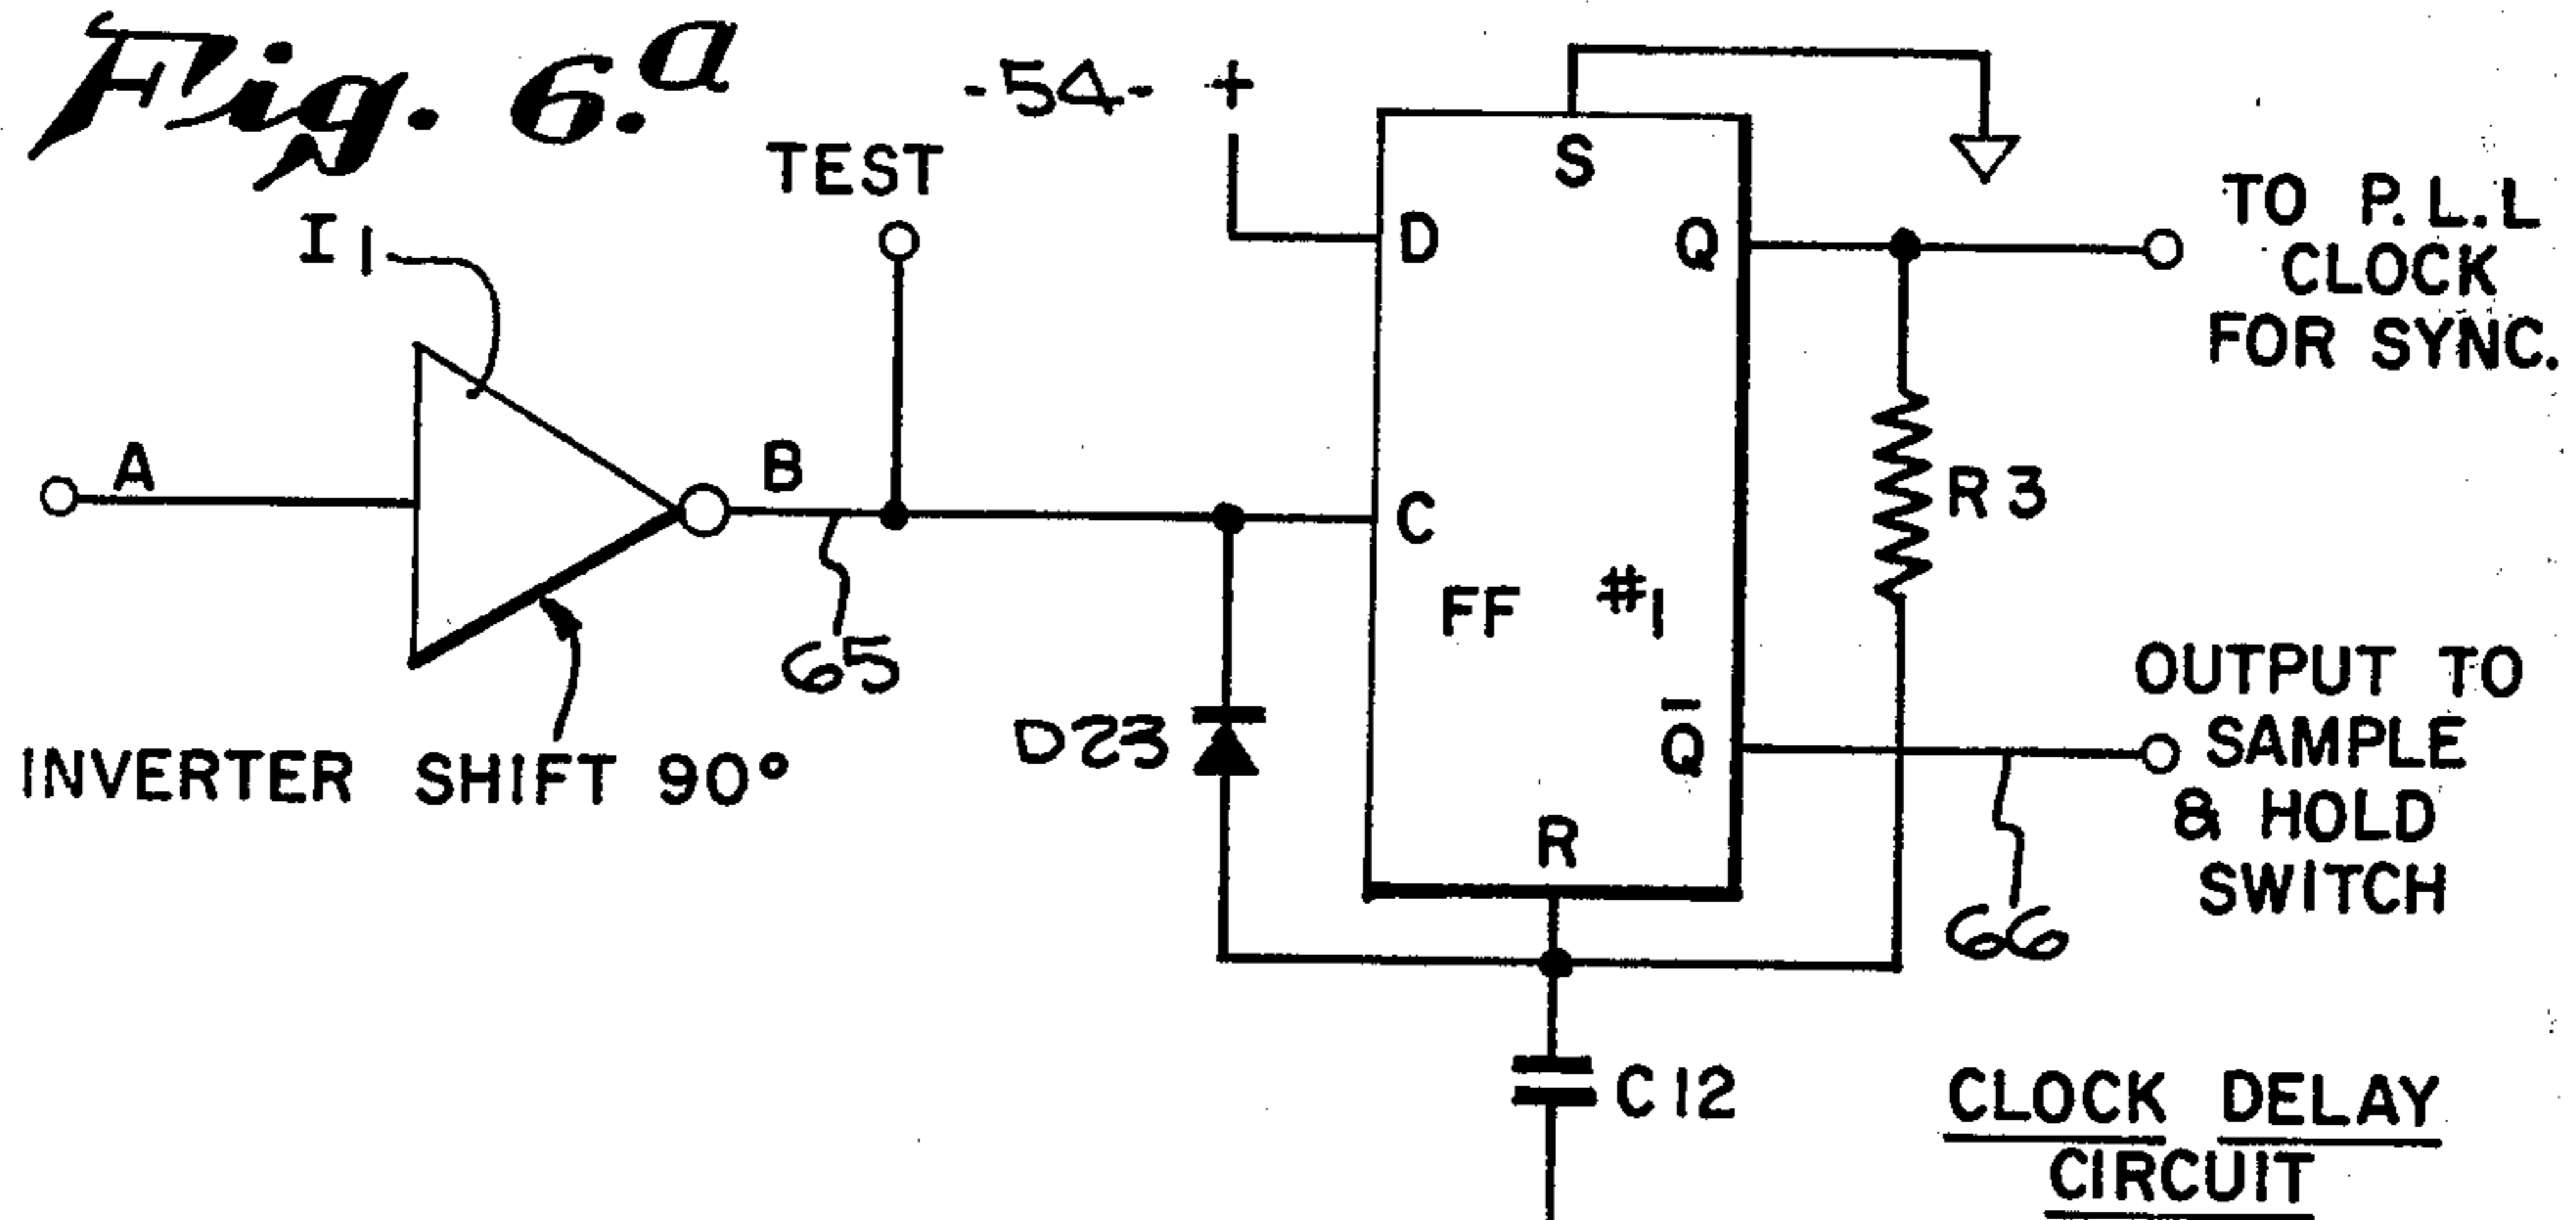 Fig. 6.a
-54- +
TEST
I1
A
B
65
INVERTER SHIFT 90°
D23
S
D
Q
C
FF #1
Q̅
R
R3
C12
TO P.L.L
CLOCK
FOR SYNC.
OUTPUT TO
SAMPLE
& HOLD
SWITCH
66
CLOCK DELAY
CIRCUIT